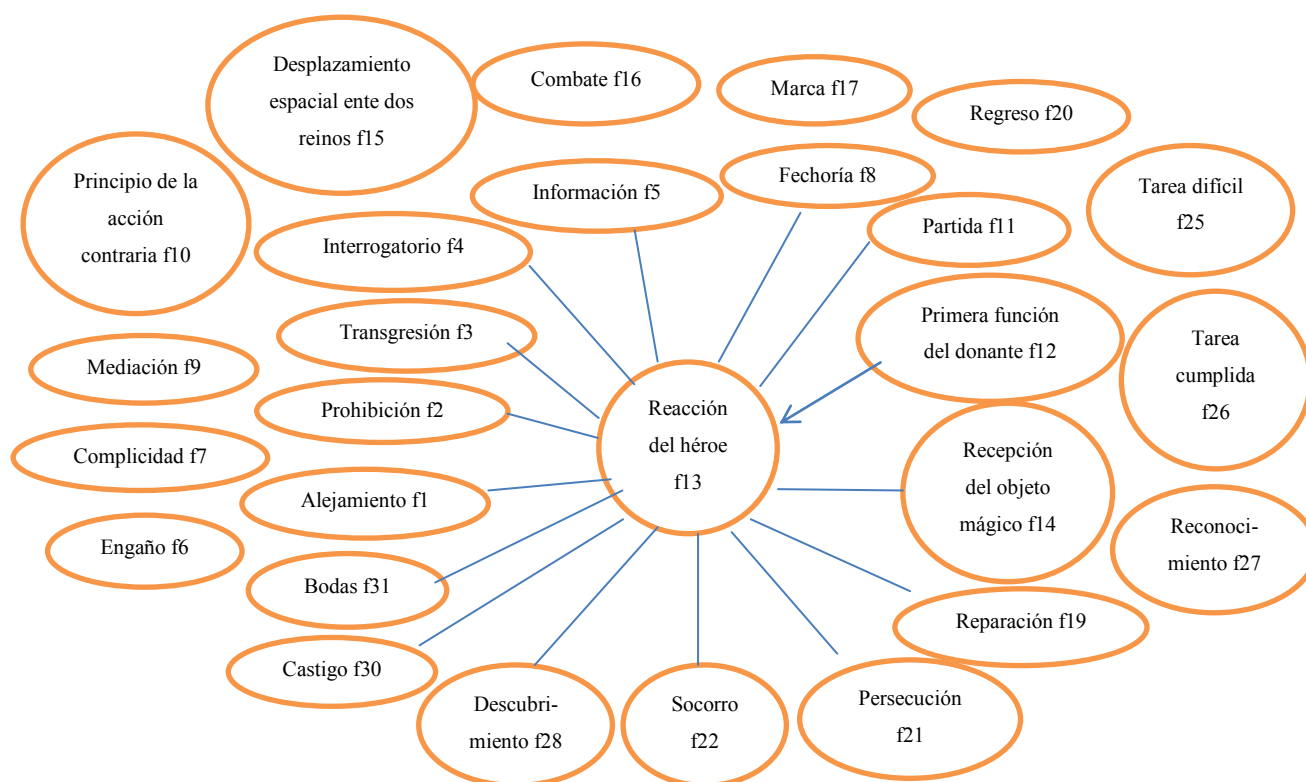 Desplazamiento
espacial ente dos
reinos f15
Combate f16
Marca f17
Regreso f20
Principio de la
acción
contraria f10
Información f5
Fechoría f8
Tarea difícil
f25
Interrogatorio f4
Partida f11
Transgresión f3
Primera función
del donante f12
Tarea
cumplida
f26
Mediación f9
Prohibición f2
Reacción
del héroe
f13
Complicidad f7
Alejamiento f1
Recepción
del objeto
mágico f14
Engaño f6
Reconoci-
miento f27
Bodas f31
Reparación f19
Castigo f30
Descubri-
miento f28
Socorro
f22
Persecución
f21